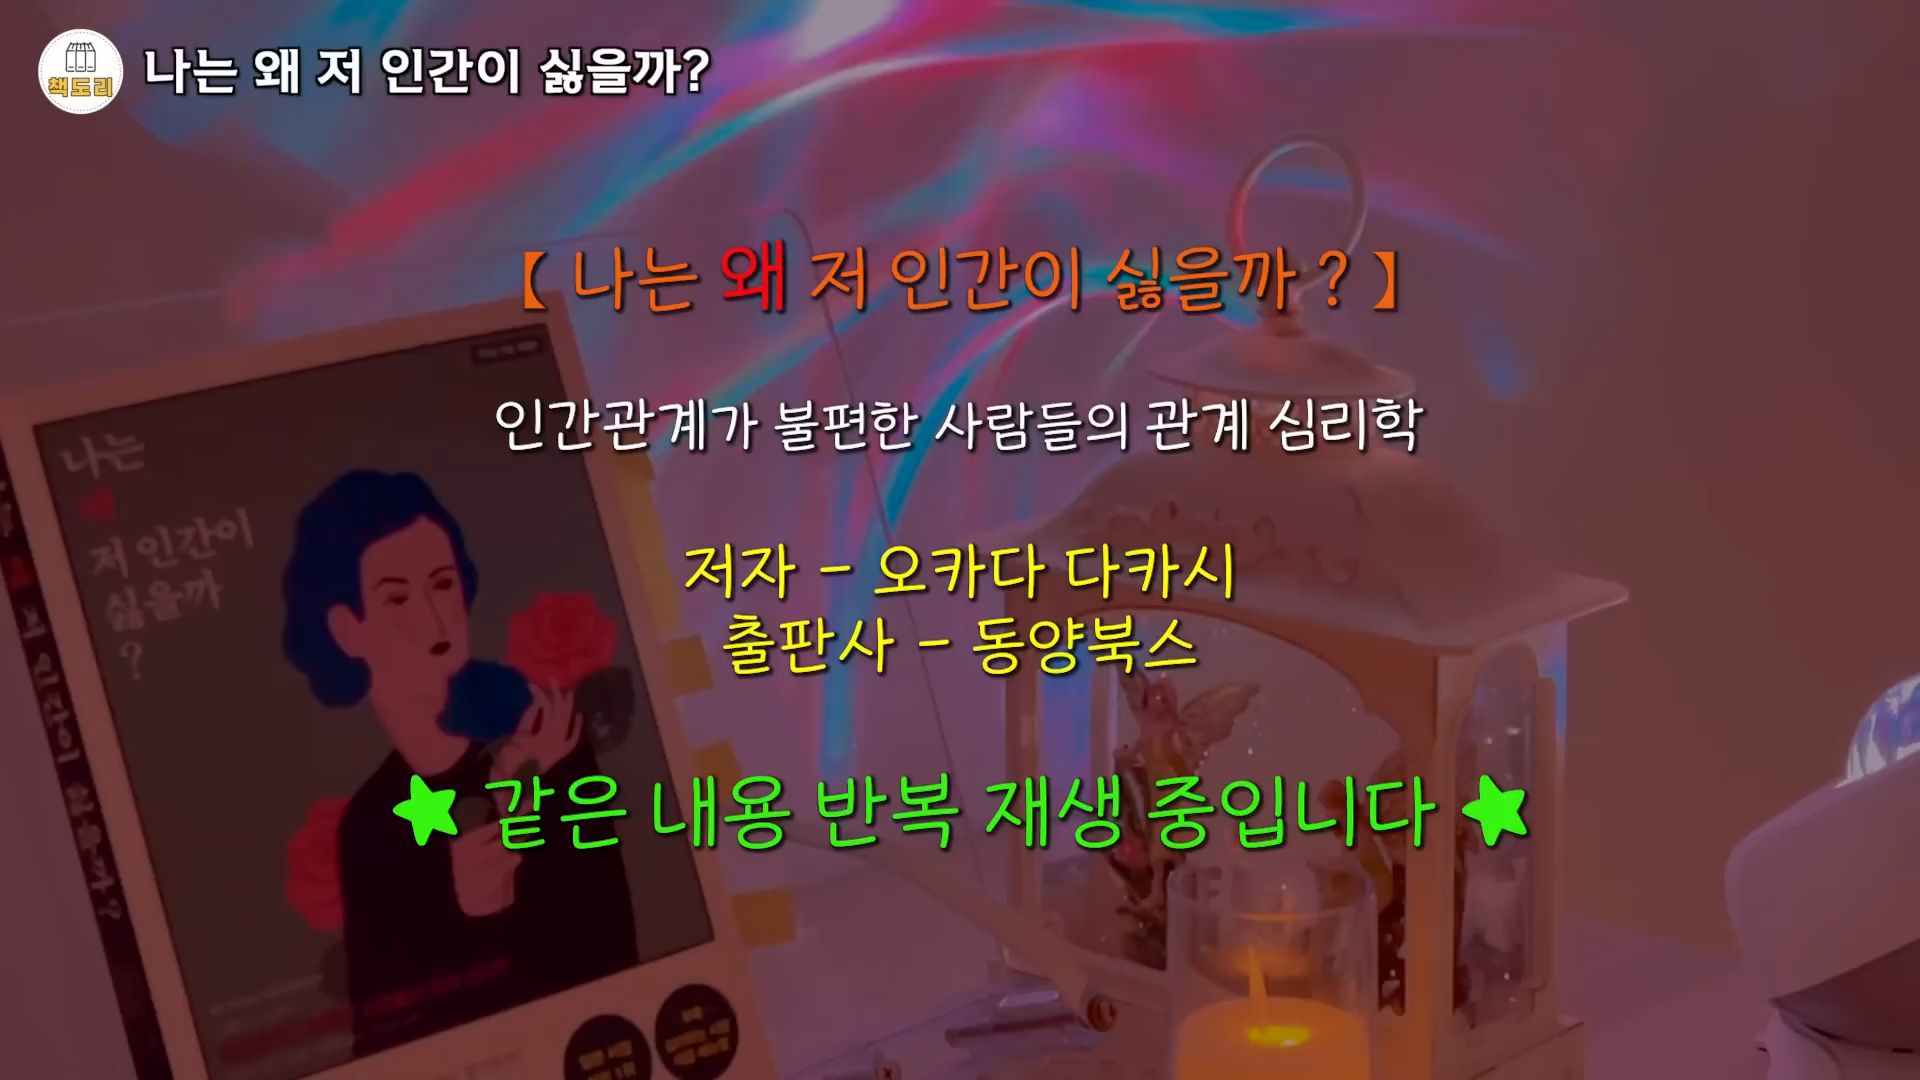 책도리
나는 왜 저 인간이 싫을까?
【 나는 왜 저 인간이 싫을까 ? 】
인간관계가 불편한 사람들의 관계 심리학
저자 - 오카다 다카시
출판사 - 동양북스
★ 같은 내용 반복 재생 중입니다 ★
나는
왜
저 인간이
싫을까
?